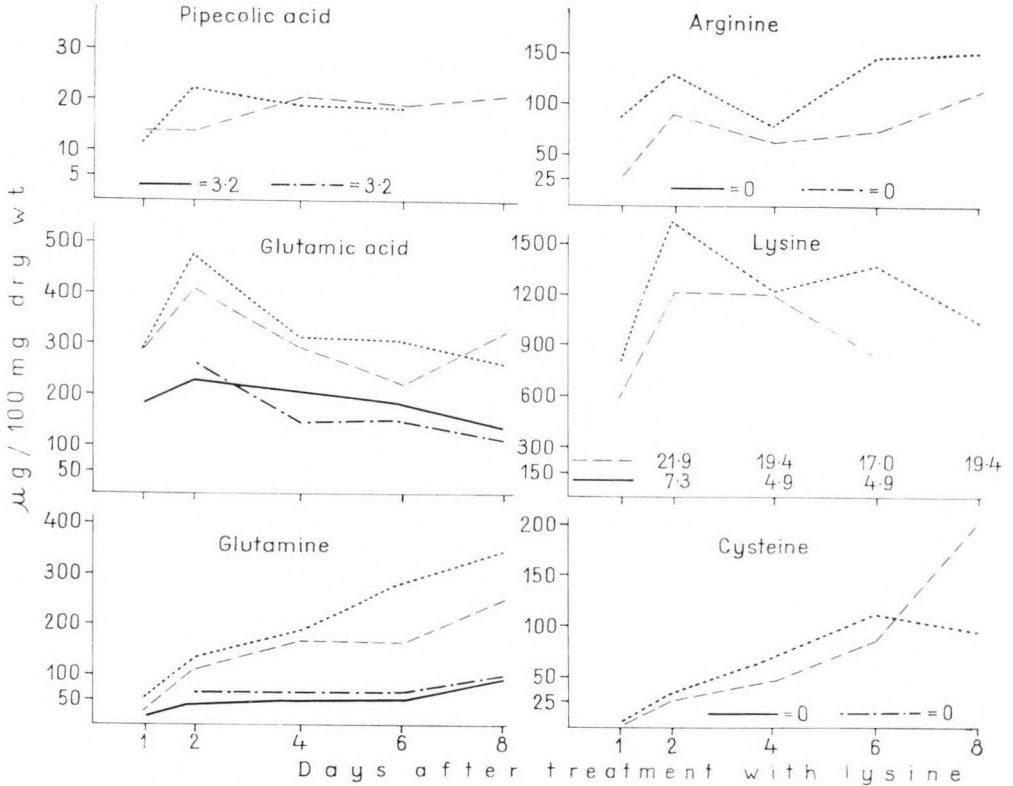 Pipecolic acid
30
20
10
5
=3·2 =3·2
Arginine
150
100
50
25
=0 =0
Glutamic acid
500
400
300
200
100
50
Lysine
1500
1200
900
600
300
150
21·9 19·4 17·0 19·4
7·3 4·9 4·9
Glutamine
400
300
200
100
50
1 2 4 6 8
Cysteine
200
150
100
50
25
=0 =0
1 2 4 6 8
µg/100 mg dry wt
Days after treatment with lysine